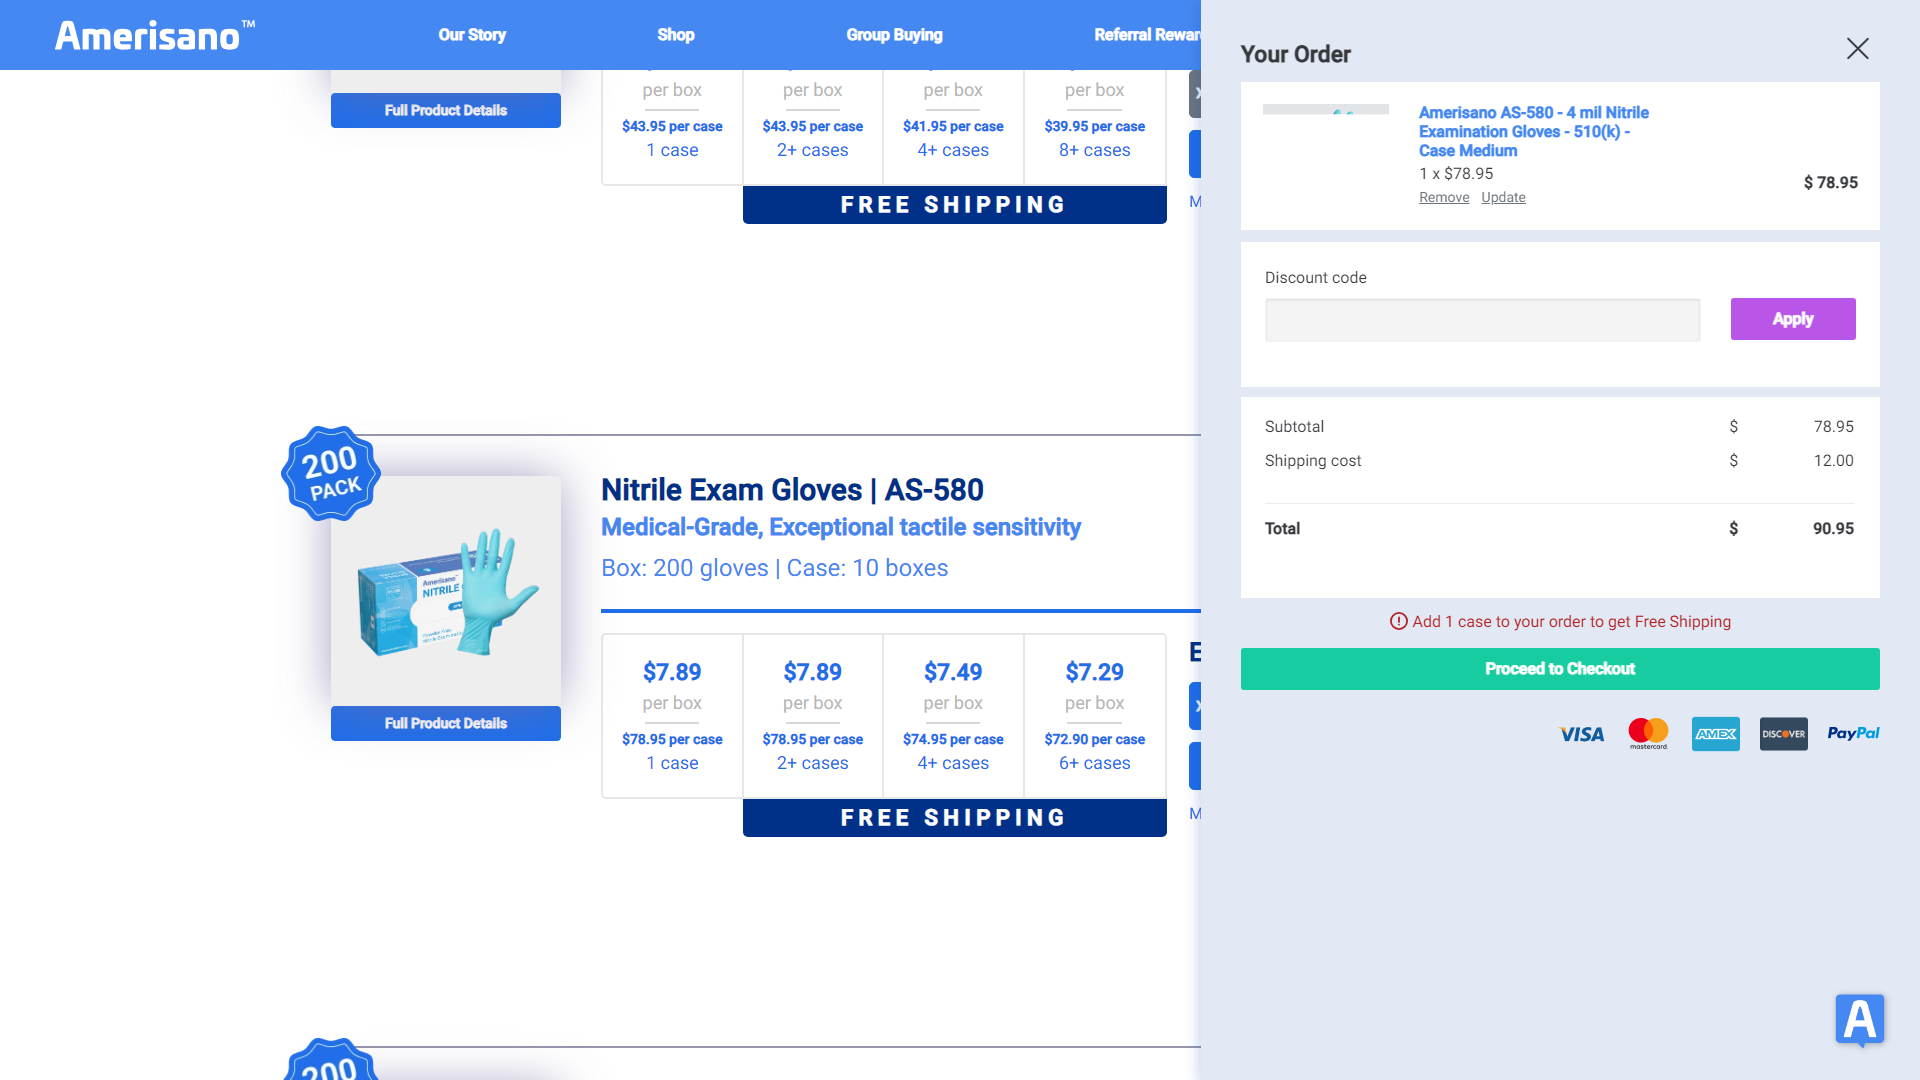 Amerisano™
Our Story
Shop
Group Buying
Referral Rewar
Full Product Details
per box
$43.95 per case
1 case
per box
$43.95 per case
2+ cases
per box
$41.95 per case
4+ cases
per box
$39.95 per case
8+ cases
FREE SHIPPING
200
PACK
Nitrile Exam Gloves | AS-580
Medical-Grade, Exceptional tactile sensitivity
Box: 200 gloves | Case: 10 boxes
Amerisano
NITRILE
Full Product Details
$7.89
per box
$78.95 per case
1 case
$7.89
per box
$78.95 per case
2+ cases
$7.49
per box
$74.95 per case
4+ cases
$7.29
per box
$72.90 per case
6+ cases
FREE SHIPPING
200
Your Order
Amerisano AS-580 - 4 mil Nitrile
Examination Gloves - 510(k) -
Case Medium
1 x $78.95
Remove Update
$ 78.95
Discount code
Apply
Subtotal $ 78.95
Shipping cost $ 12.00
Total $ 90.95
Add 1 case to your order to get Free Shipping
Proceed to Checkout
VISA
mastercard
AMEX
DISCOVER
PayPal
A